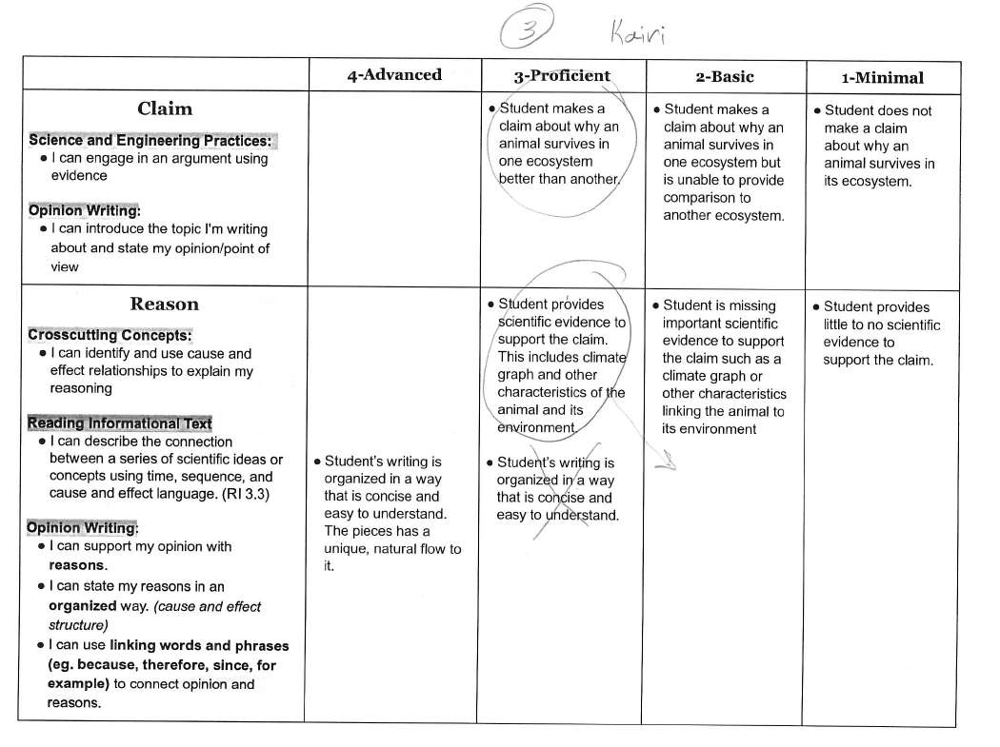 3 Kairi
4-Advanced 3-Proficient 2-Basic 1-Minimal
Claim
Science and Engineering Practices:
• I can engage in an argument using
evidence
Opinion Writing:
• I can introduce the topic I'm writing
about and state my opinion/point of
view
• Student makes a
claim about why an
animal survives in
one ecosystem
better than another.
• Student makes a
claim about why an
animal survives in
one ecosystem but
is unable to provide
comparison to
another ecosystem.
• Student does not
make a claim
about why an
animal survives in
its ecosystem.
Reason
Crosscutting Concepts:
• I can identify and use cause and
effect relationships to explain my
reasoning
Reading Informational Text
• I can describe the connection
between a series of scientific ideas or
concepts using time, sequence, and
cause and effect language. (RI 3.3)
Opinion Writing:
• I can support my opinion with
reasons.
• I can state my reasons in an
organized way. (cause and effect
structure)
• I can use linking words and phrases
(eg. because, therefore, since, for
example) to connect opinion and
reasons.
• Student's writing is
organized in a way
that is concise and
easy to understand.
The pieces has a
unique, natural flow to
it.
• Student provides
scientific evidence to
support the claim.
This includes climate
graph and other
characteristics of the
animal and its
environment.
• Student's writing is
organized in a way
that is concise and
easy to understand.
• Student is missing
important scientific
evidence to support
the claim such as a
climate graph or
other characteristics
linking the animal to
its environment
• Student provides
little to no scientific
evidence to
support the claim.